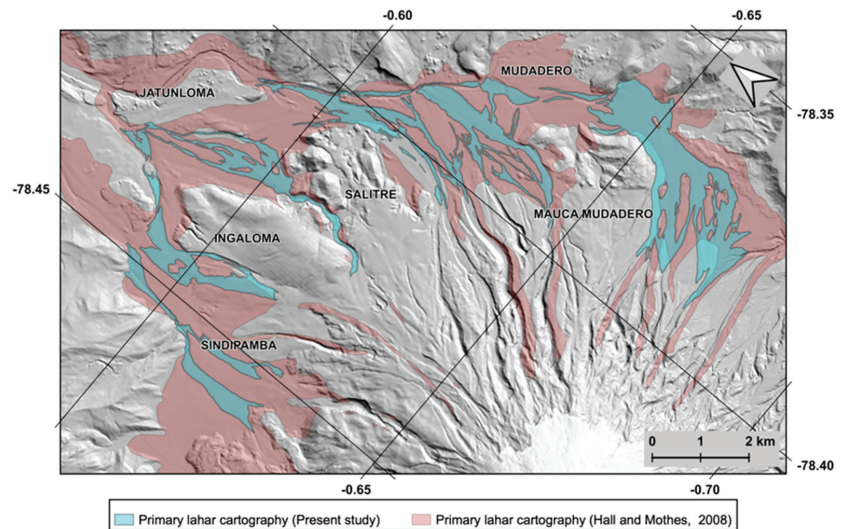 -0.60
-0.65
MUDADERO
JATUNLOMA
-78.35
-78.45
SALITRE
MAUCA MUDADERO
INGALOMA
SINDIPAMBA
0 1 2 km
-78.40
-0.65
-0.70
Primary lahar cartography (Present study) Primary lahar cartography (Hall and Mothes, 2008)